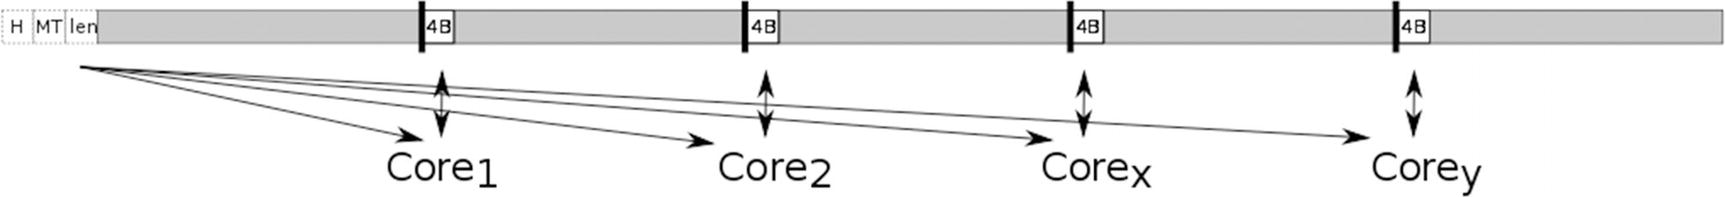 H MT len 4B 4B 4B 4B
Core1 Core2 Corex Corey